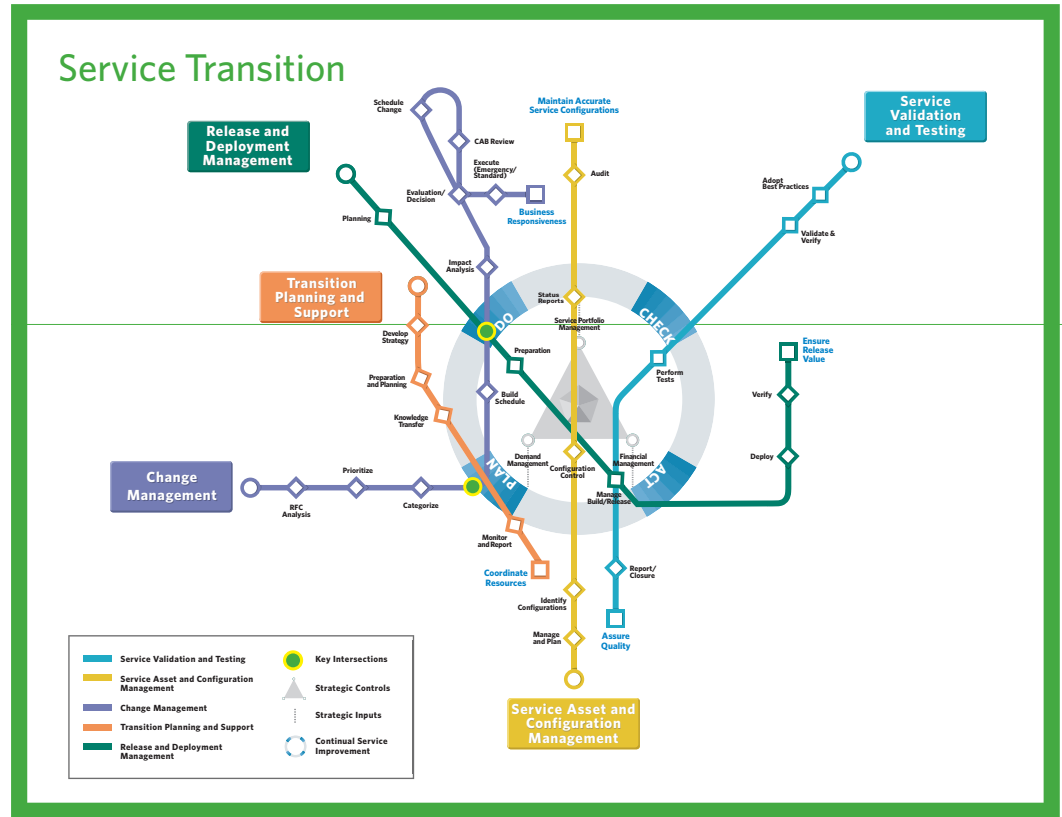 Service Transition
Release and
Deployment
Management
Schedule
Change
CAB Review
Execute
(Emergency/
Standard)
Evaluation/
Decision
Business
Responsiveness
Maintain Accurate
Service Configurations
Audit
Service
Validation
and Testing
Adopt
Best Practices
Validate &
Verify
Planning
Impact
Analysis
Transition
Planning and
Support
Status
Reports
Service Portfolio
Management
DO
CHECK
Develop
Strategy
Preparation
Perform
Tests
Ensure
Release
Value
Preparation
and Planning
Build
Schedule
Verify
Knowledge
Transfer
Demand
Management
Configuration
Control
Financial
Management
Deploy
PLAN
ACT
Change
Management
Prioritize
RFC
Analysis
Categorize
Manage
Build/Release
Monitor
and Report
Coordinate
Resources
Report/
Closure
Identify
Configurations
Manage
and Plan
Assure
Quality
Service Asset and
Configuration
Management
Service Validation and Testing
Service Asset and Configuration
Management
Change Management
Transition Planning and Support
Release and Deployment
Management
Key Intersections
Strategic Controls
Strategic Inputs
Continual Service
Improvement